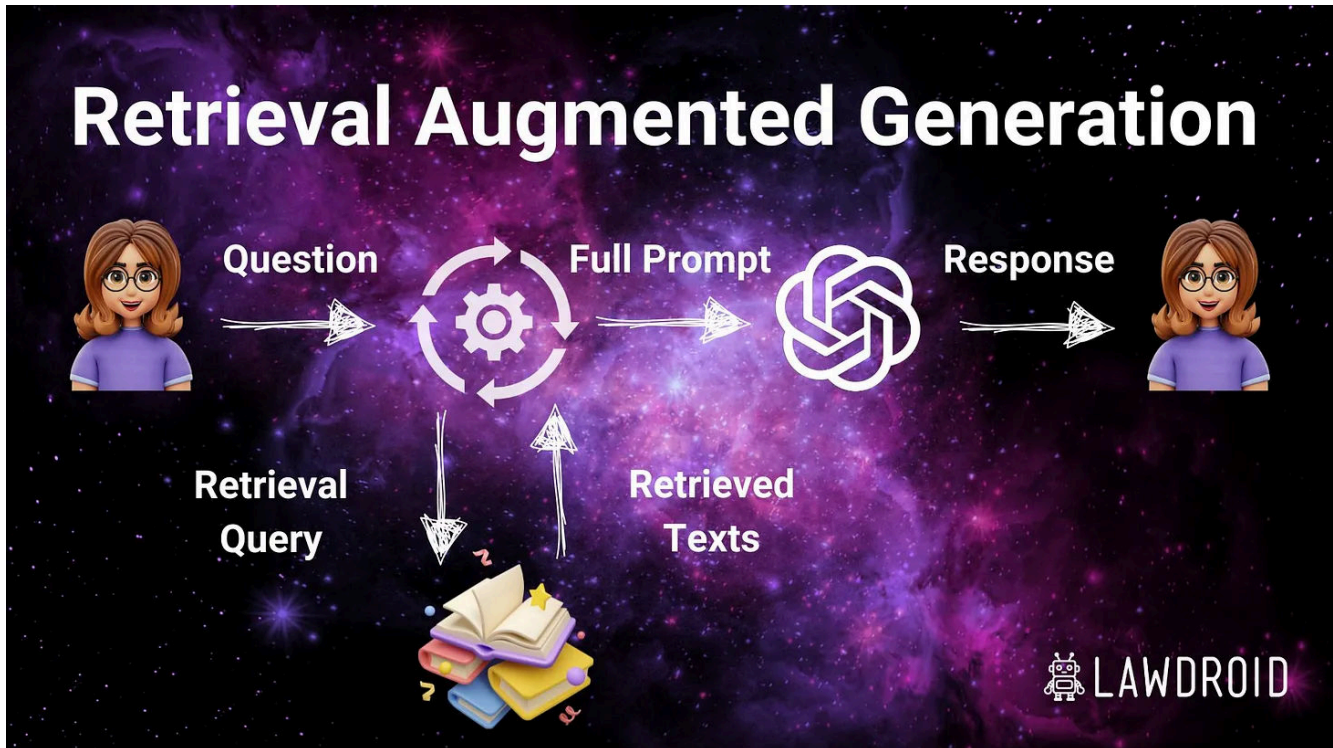 Retrieval Augmented Generation
Question
Full Prompt
Response
Retrieval
Query
Retrieved
Texts
LAWDROID